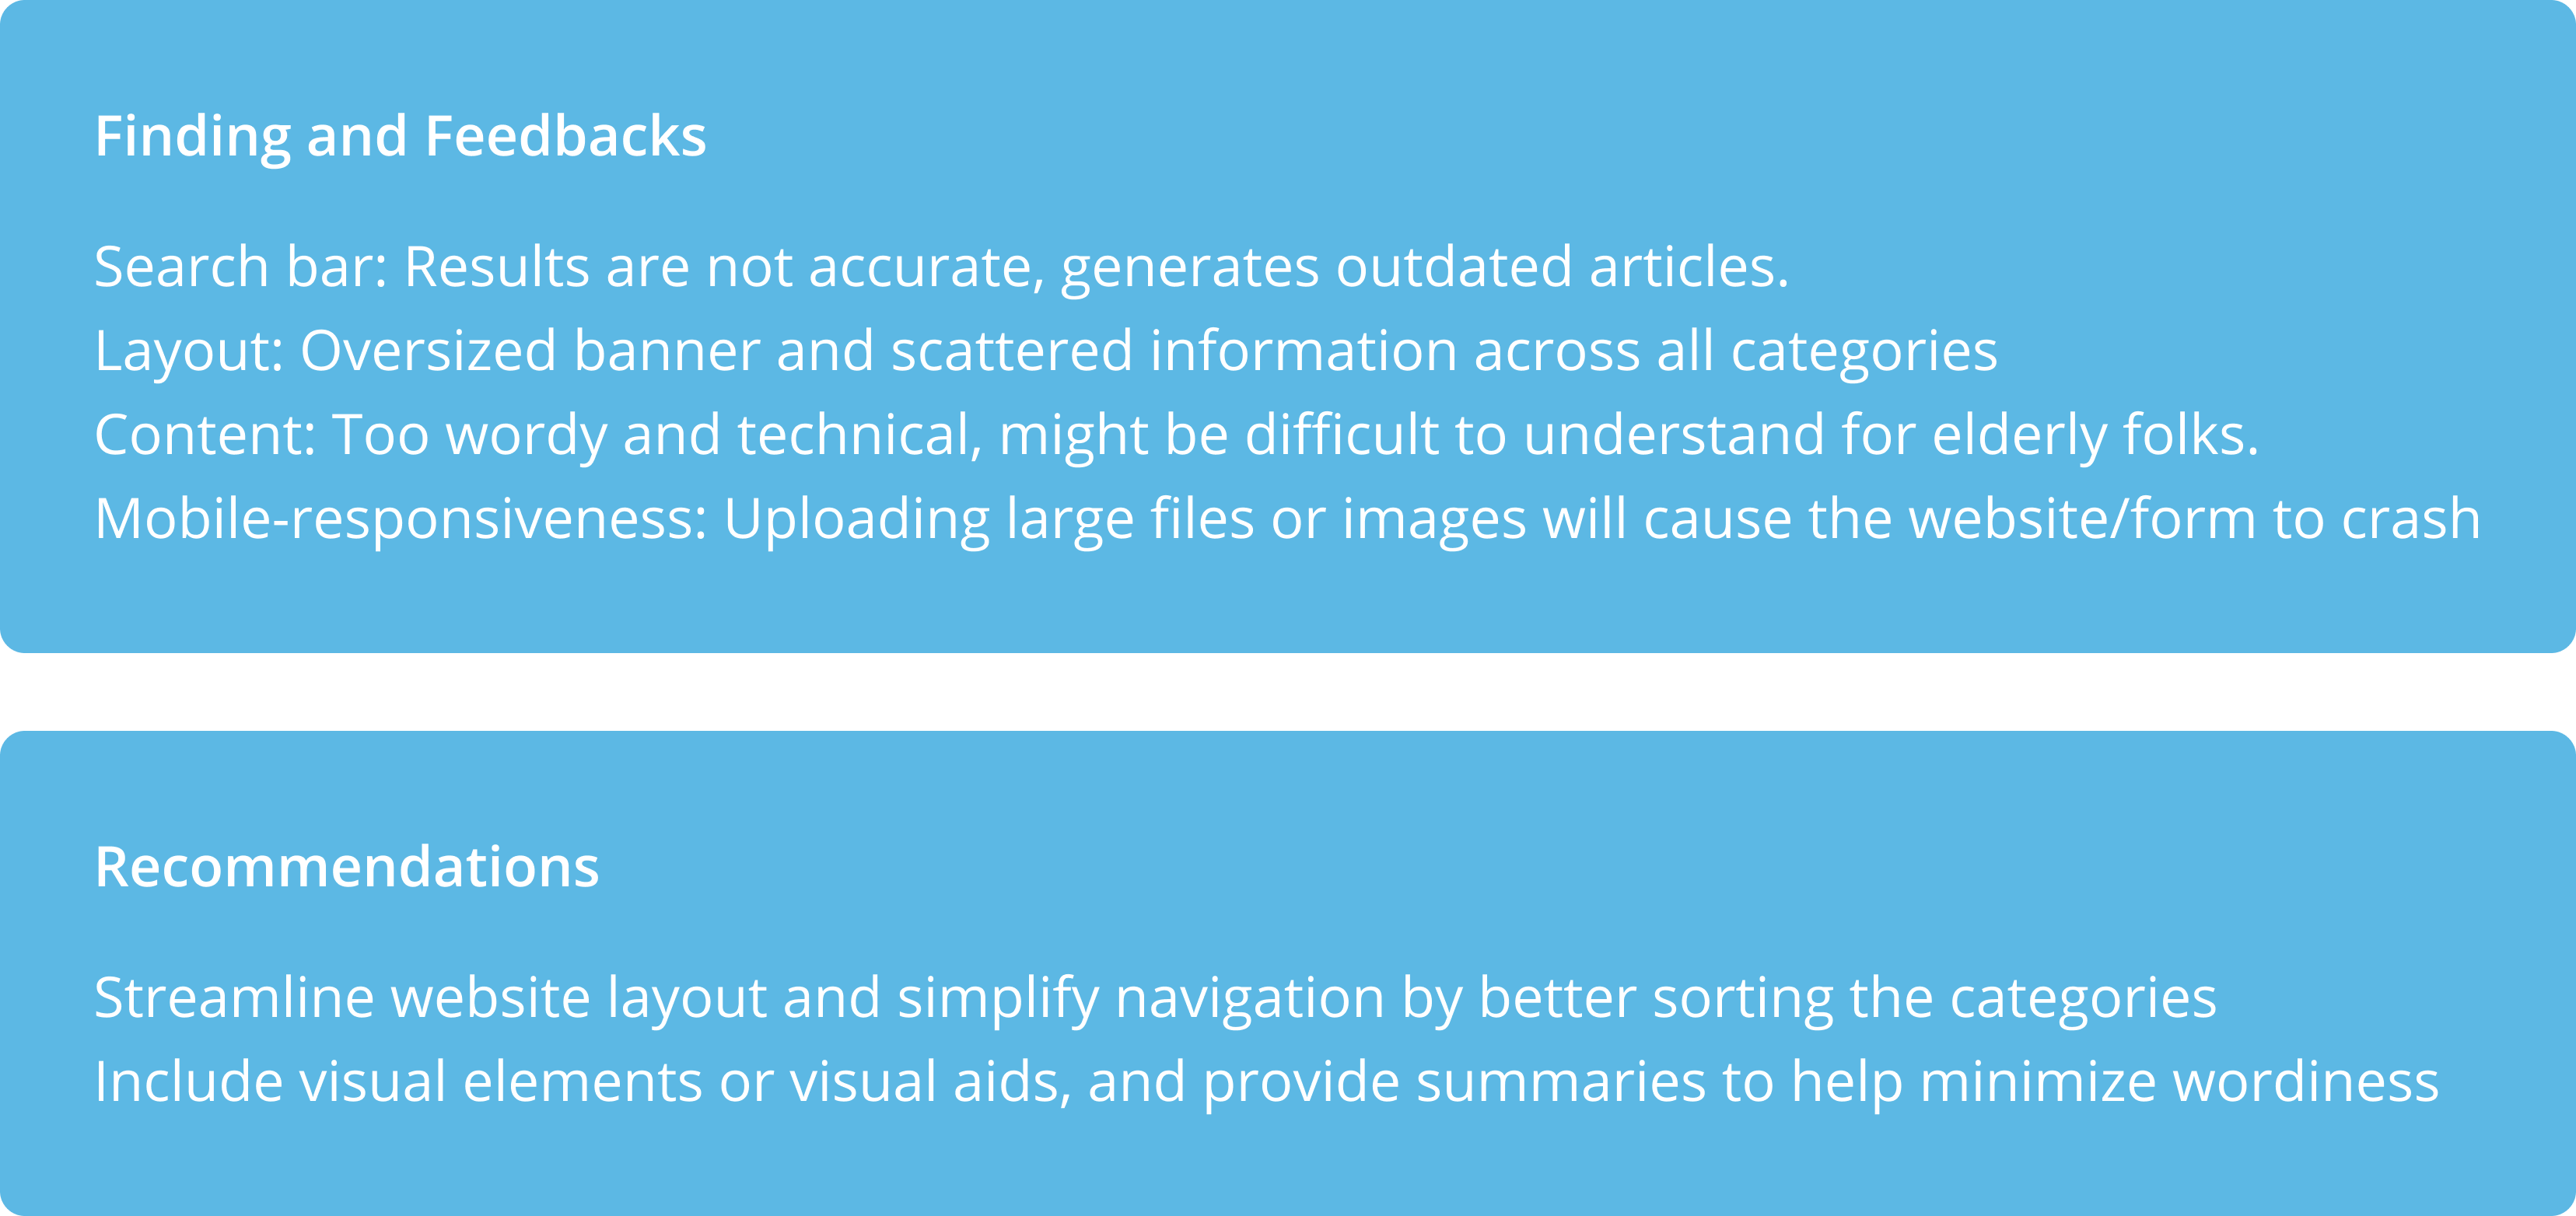 Finding and Feedbacks
Search bar: Results are not accurate, generates outdated articles.
Layout: Oversized banner and scattered information across all categories
Content: Too wordy and technical, might be difficult to understand for elderly folks.
Mobile-responsiveness: Uploading large files or images will cause the website/form to crash
Recommendations
Streamline website layout and simplify navigation by better sorting the categories
Include visual elements or visual aids, and provide summaries to help minimize wordiness